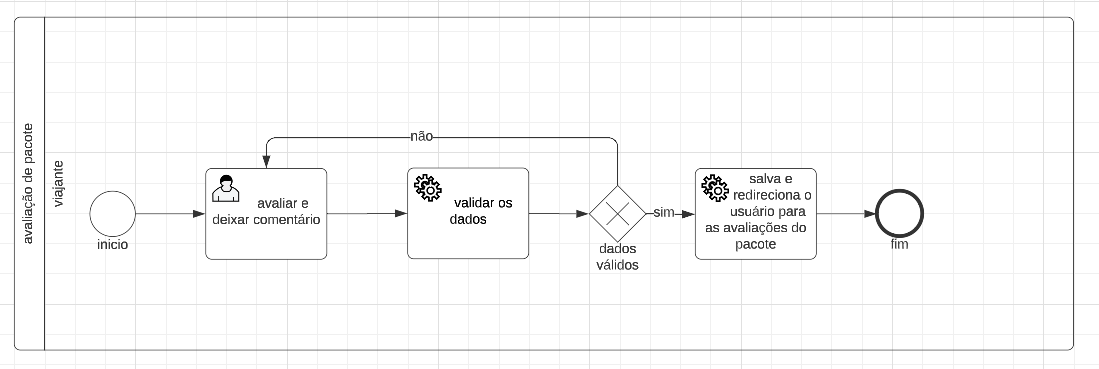 avaliação de pacote
viajante
inicio
avaliar e
deixar comentário
validar os
dados
não
dados
válidos
sim
salva e
redireciona o
usuário para
as avaliações do
pacote
fim